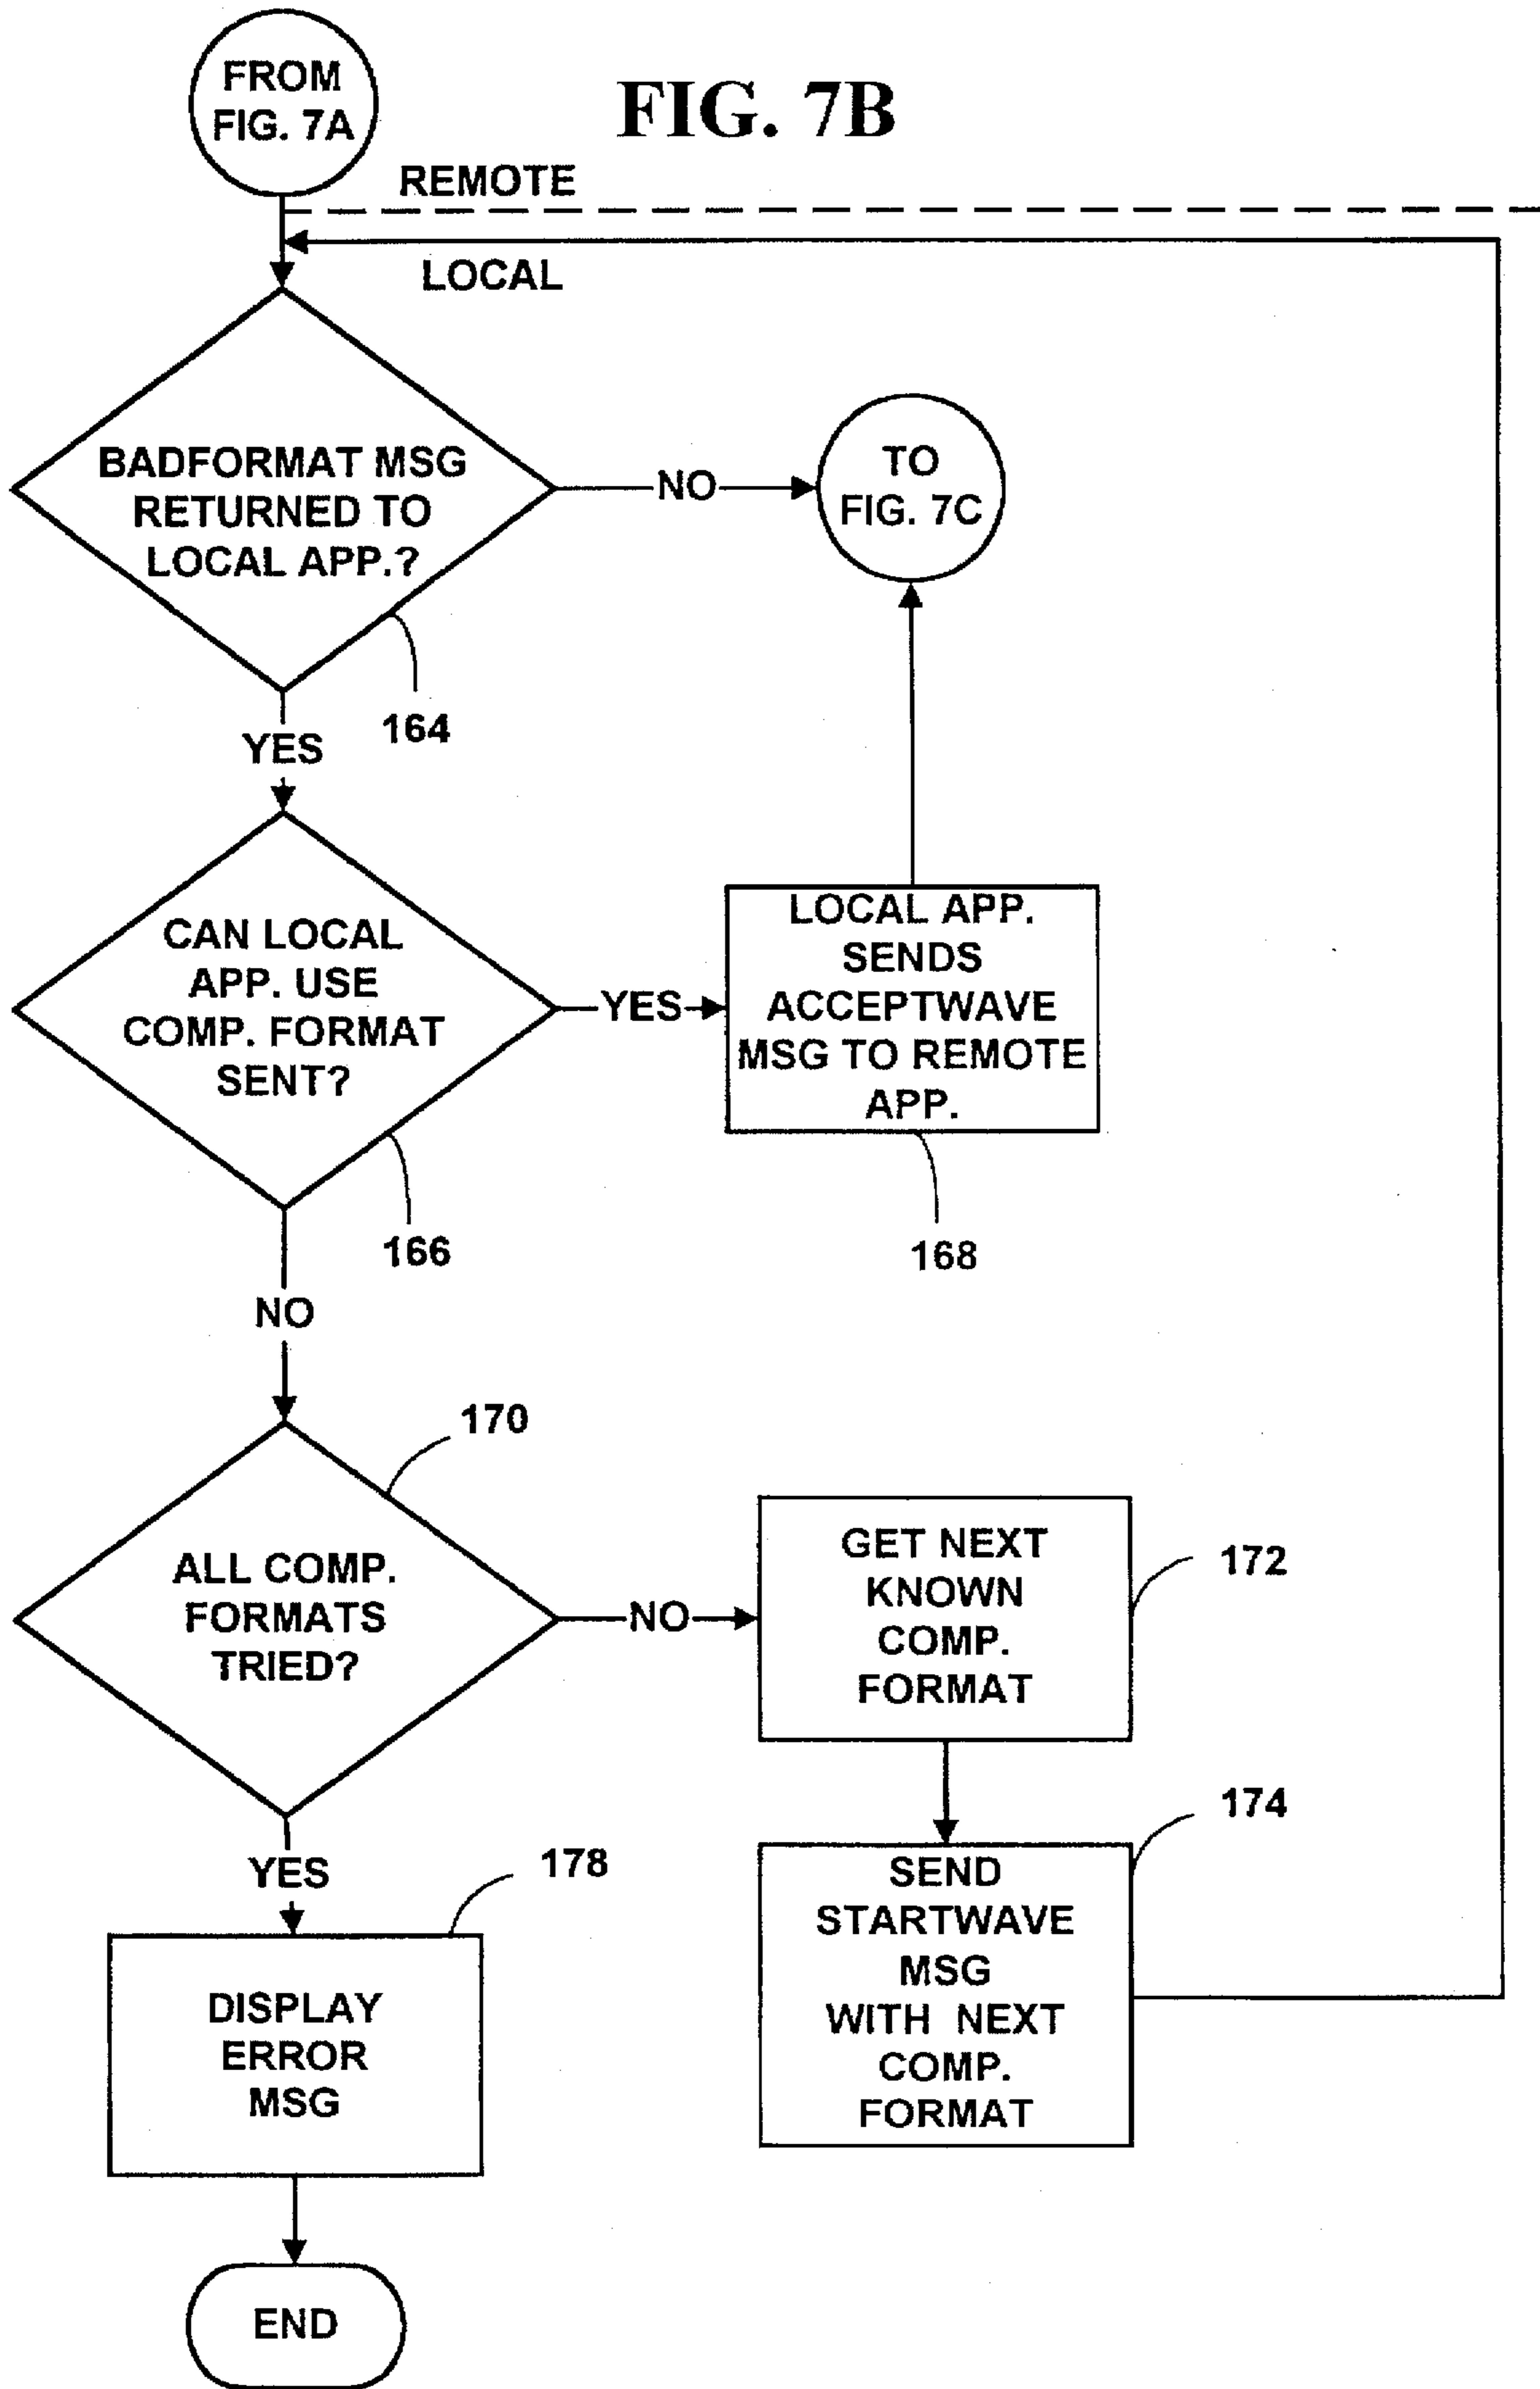 FROM
FIG. 7A
FIG. 7B
REMOTE
LOCAL
BADFORMAT MSG
RETURNED TO
LOCAL APP.?
NO
TO
FIG. 7C
164
YES
CAN LOCAL
APP. USE
COMP. FORMAT
SENT?
YES
LOCAL APP.
SENDS
ACCEPTWAVE
MSG TO REMOTE
APP.
166
168
NO
170
ALL COMP.
FORMATS
TRIED?
NO
GET NEXT
KNOWN
COMP.
FORMAT
172
174
YES
178
SEND
STARTWAVE
MSG
WITH NEXT
COMP.
FORMAT
DISPLAY
ERROR
MSG
END